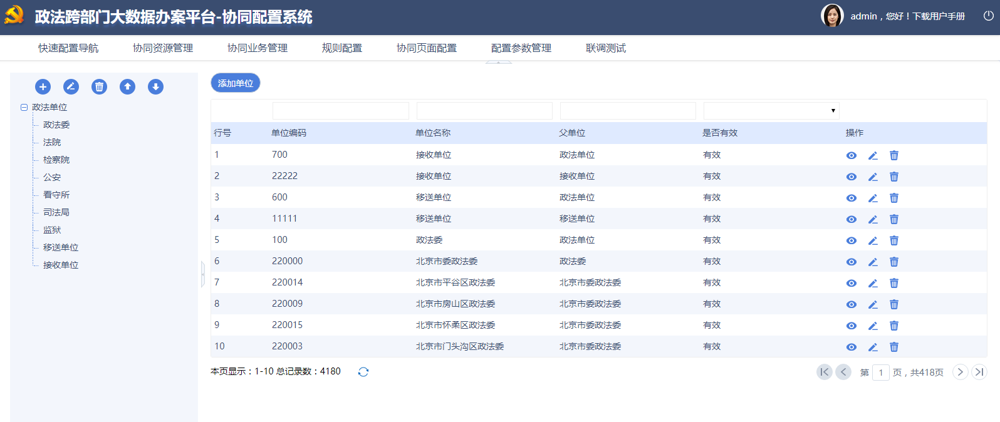 政法跨部门大数据办案平台-协同配置系统
admin，您好！下载用户手册
快速配置导航 协同资源管理 协同业务管理 规则配置 协同页面配置 配置参数管理 联调测试
政法单位
政法委
法院
检察院
公安
看守所
司法局
监狱
移送单位
接收单位
添加单位
行号 单位编码 单位名称 父单位 是否有效 操作
1 700 接收单位 政法单位 有效
2 22222 接收单位 接收单位 有效
3 600 移送单位 政法单位 有效
4 11111 移送单位 移送单位 有效
5 100 政法委 政法单位 有效
6 220000 北京市委政法委 政法委 有效
7 220014 北京市平谷区政法委 北京市委政法委 有效
8 220009 北京市房山区政法委 北京市委政法委 有效
9 220015 北京市怀柔区政法委 北京市委政法委 有效
10 220003 北京市门头沟区政法委 北京市委政法委 有效
本页显示：1-10 总记录数：4180
第 1 页，共418页